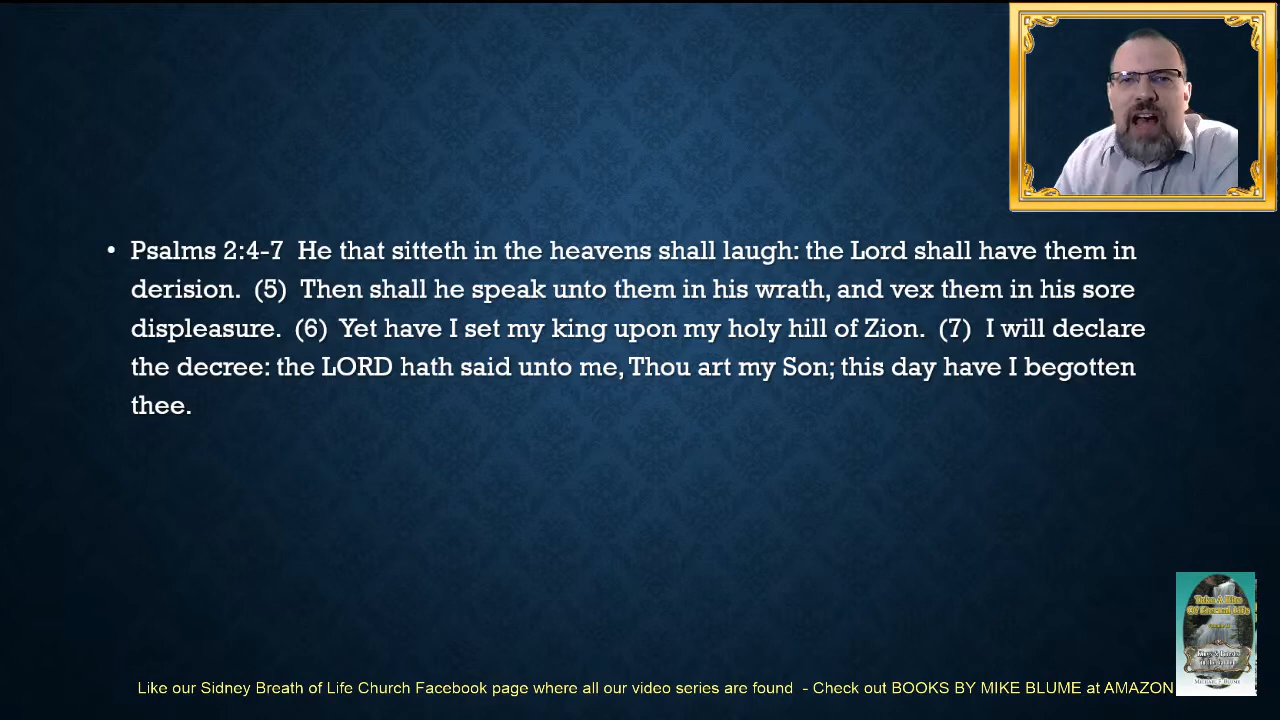 • Psalms 2:4-7 He that sitteth in the heavens shall laugh: the Lord shall have them in
derision. (5) Then shall he speak unto them in his wrath, and vex them in his sore
displeasure. (6) Yet have I set my king upon my holy hill of Zion. (7) I will declare
the decree: the LORD hath said unto me, Thou art my Son; this day have I begotten
thee.
Like our Sidney Breath of Life Church Facebook page where all our video series are found - Check out BOOKS BY MIKE BLUME at AMAZON